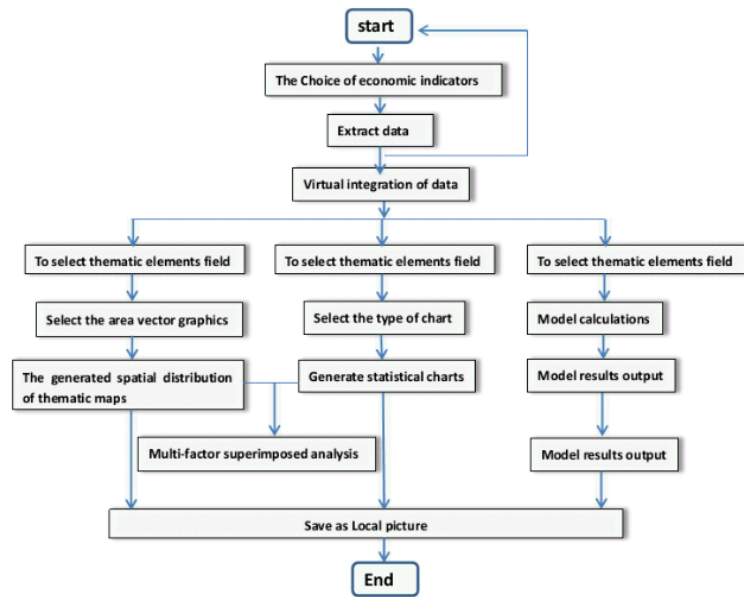 start
The Choice of economic indicators
Extract data
Virtual integration of data
To select thematic elements field
To select thematic elements field
To select thematic elements field
Select the area vector graphics
Select the type of chart
Model calculations
The generated spatial distribution
of thematic maps
Generate statistical charts
Model results output
Multi-factor superimposed analysis
Model results output
Save as Local picture
End